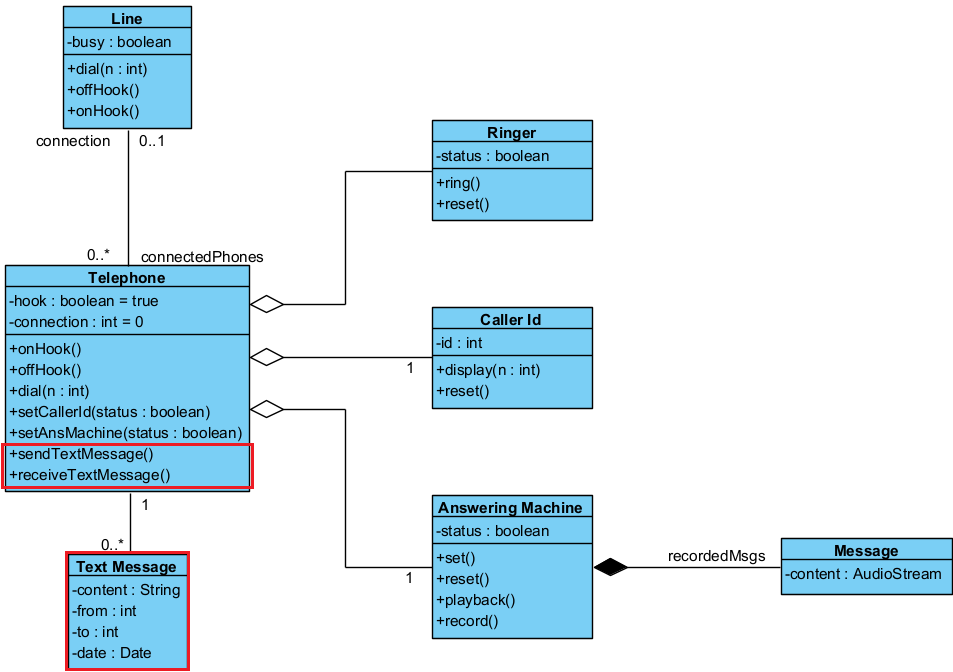 Line
-busy : boolean
+dial(n : int)
+offHook()
+onHook()
connection
0..1
0..*
connectedPhones
Telephone
-hook : boolean = true
-connection : int = 0
+onHook()
+offHook()
+dial(n : int)
+setCallerId(status : boolean)
+setAnsMachine(status : boolean)
+sendTextMessage()
+receiveTextMessage()
1
0..*
Text Message
-content : String
-from : int
-to : int
-date : Date
Ringer
-status : boolean
+ring()
+reset()
Caller Id
-id : int
+display(n : int)
+reset()
1
Answering Machine
-status : boolean
+set()
+reset()
+playback()
+record()
1
recordedMsgs
Message
-content : AudioStream